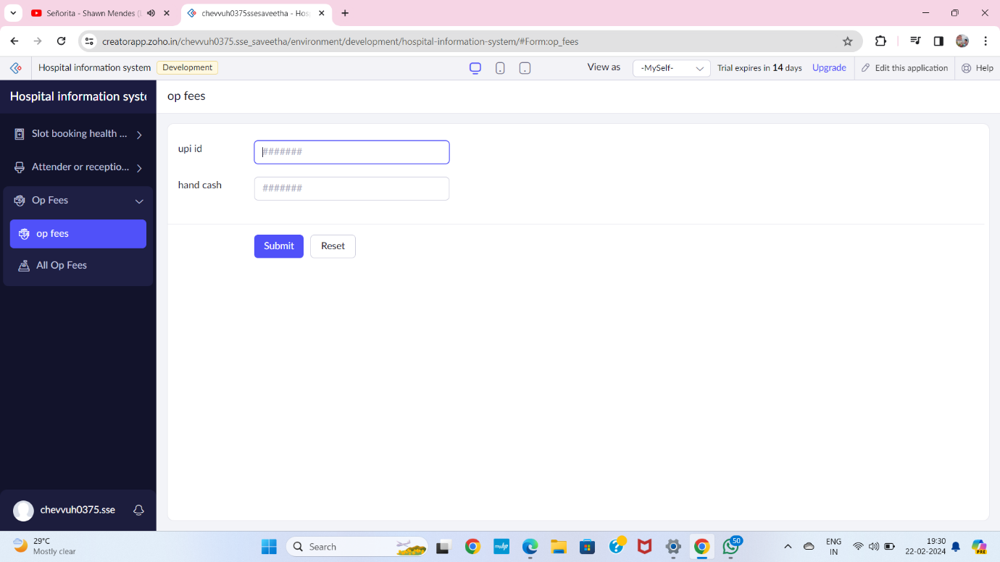 Señorita - Shawn Mendes (
chevvuh0375ssesaveetha - Hos
creatorapp.zoho.in/chevvuh0375.sse_saveetha/environment/development/hospital-information-system/#Form:op_fees
Hospital information system
Development
View as
-MySelf-
Trial expires in 14 days
Upgrade
Edit this application
Help
Hospital information syst
op fees
Slot booking health ...
Attender or receptio...
Op Fees
op fees
All Op Fees
upi id
#######
hand cash
#######
Submit
Reset
chevvuh0375.sse
29°C
Mostly clear
Search
myhp
50
ENG
IN
19:30
22-02-2024
PRE